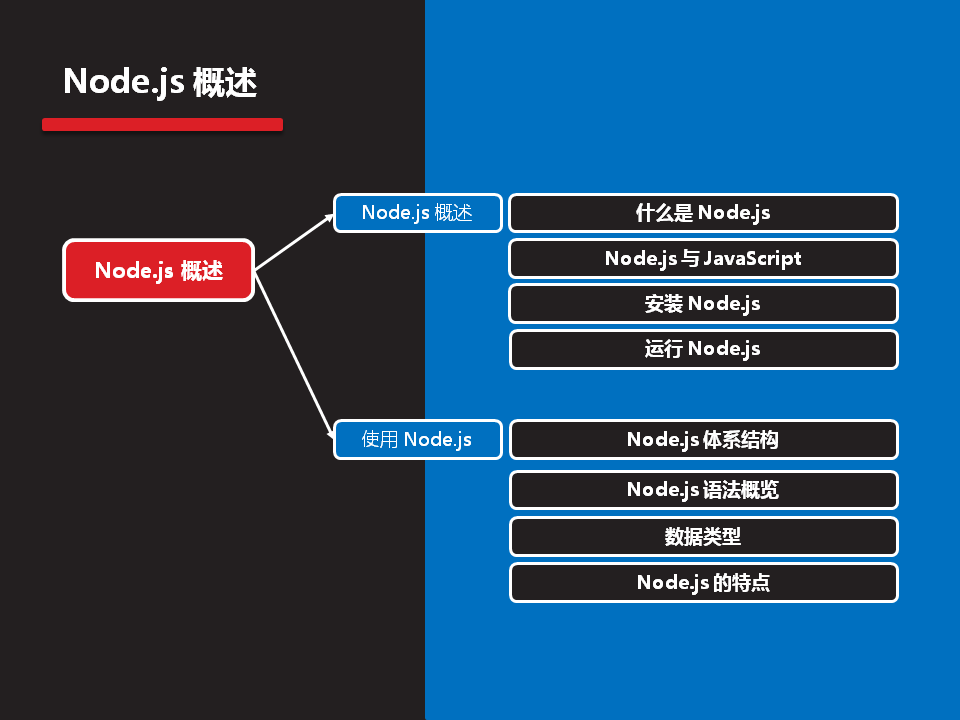 Node.js 概述
Node.js 概述
Node.js 概述
什么是 Node.js
Node.js 与 JavaScript
安装 Node.js
运行 Node.js
使用 Node.js
Node.js 体系结构
Node.js 语法概览
数据类型
Node.js 的特点